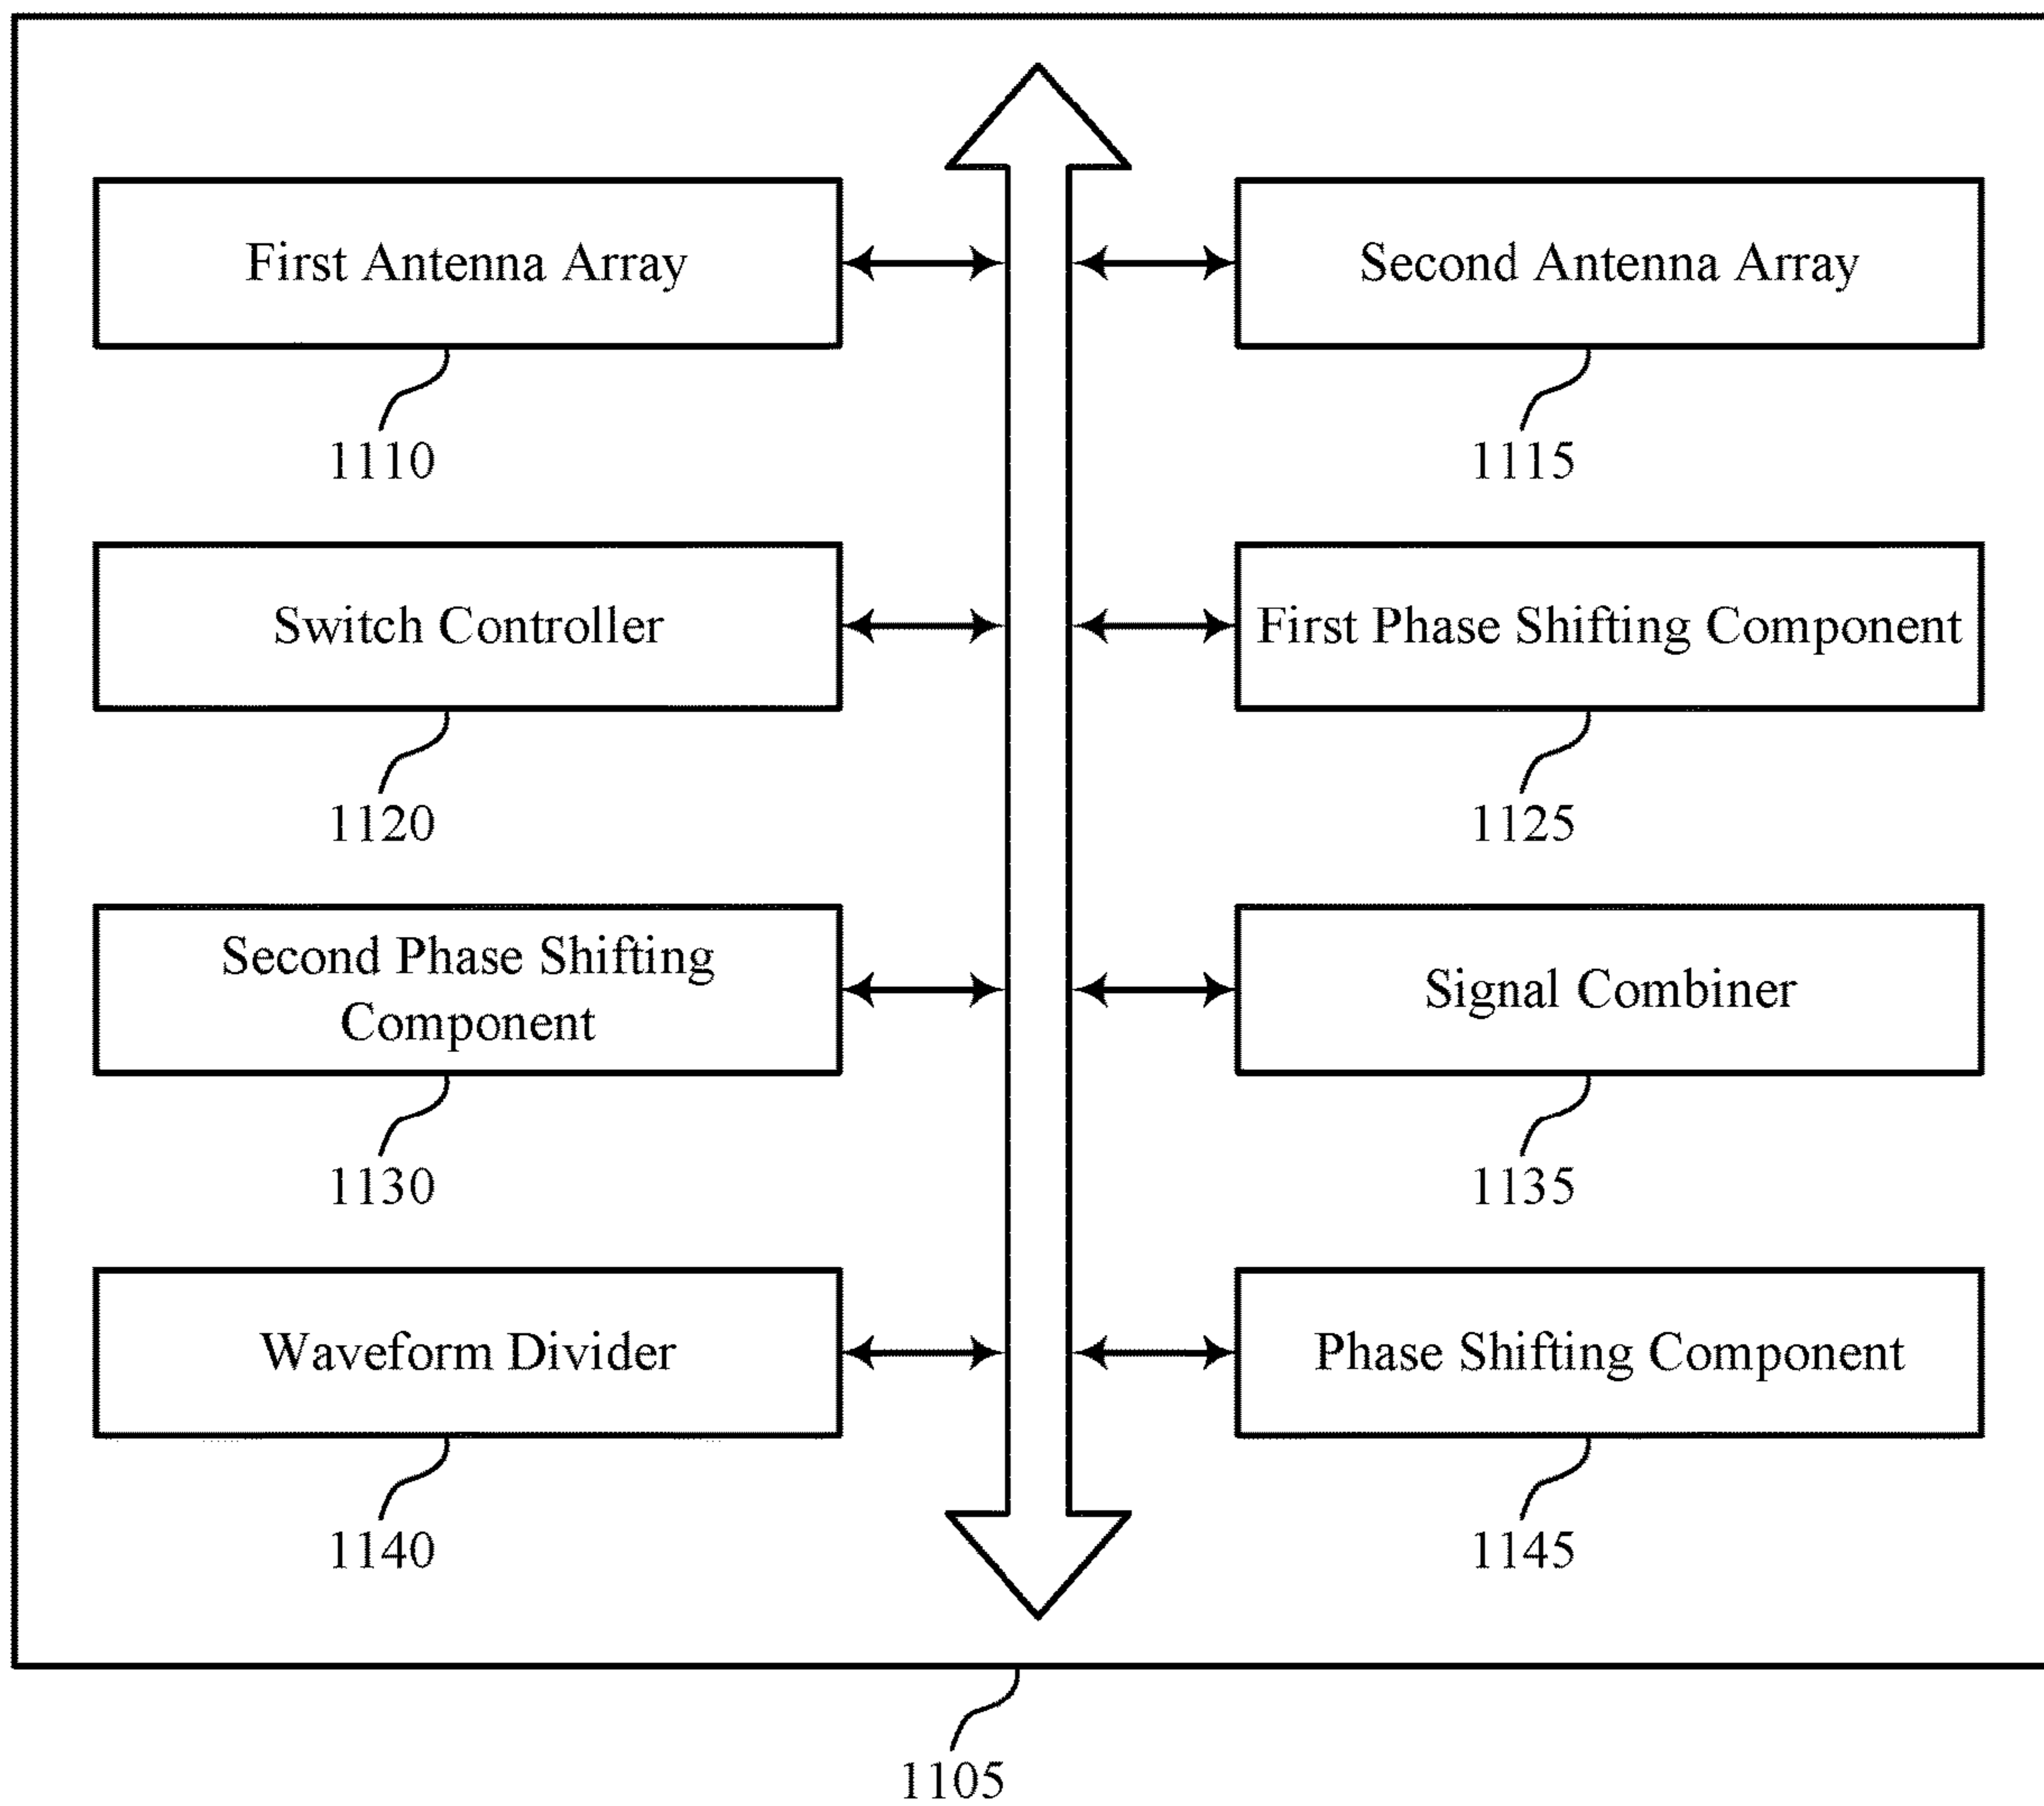 First Antenna Array
Second Antenna Array
1110
1115
Switch Controller
First Phase Shifting Component
1120
1125
Second Phase Shifting
Component
Signal Combiner
1130
1135
Waveform Divider
Phase Shifting Component
1140
1145
1105